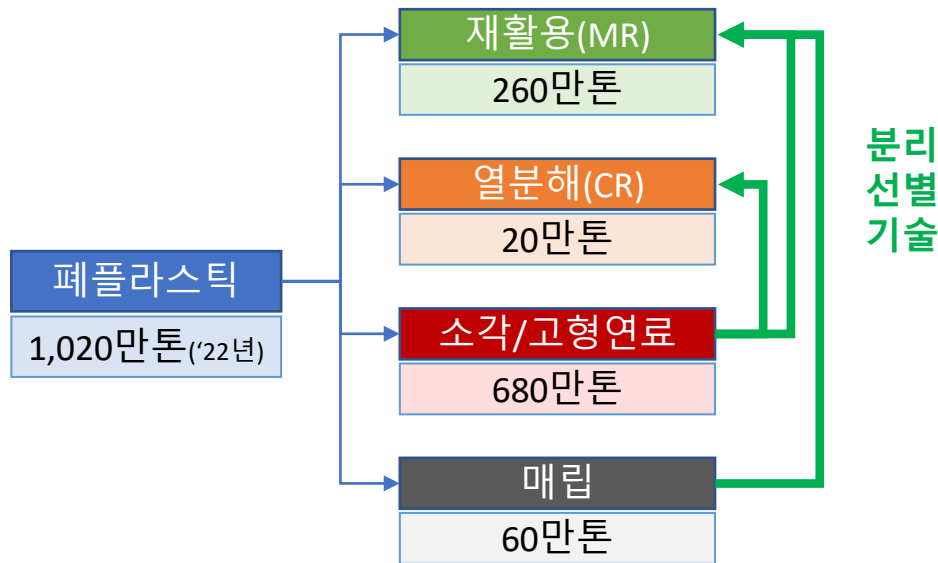 재활용(MR)
260만톤
열분해(CR)
20만톤
폐플라스틱
1,020만톤(‘22년)
소각/고형연료
680만톤
매립
60만톤
분리
선별
기술